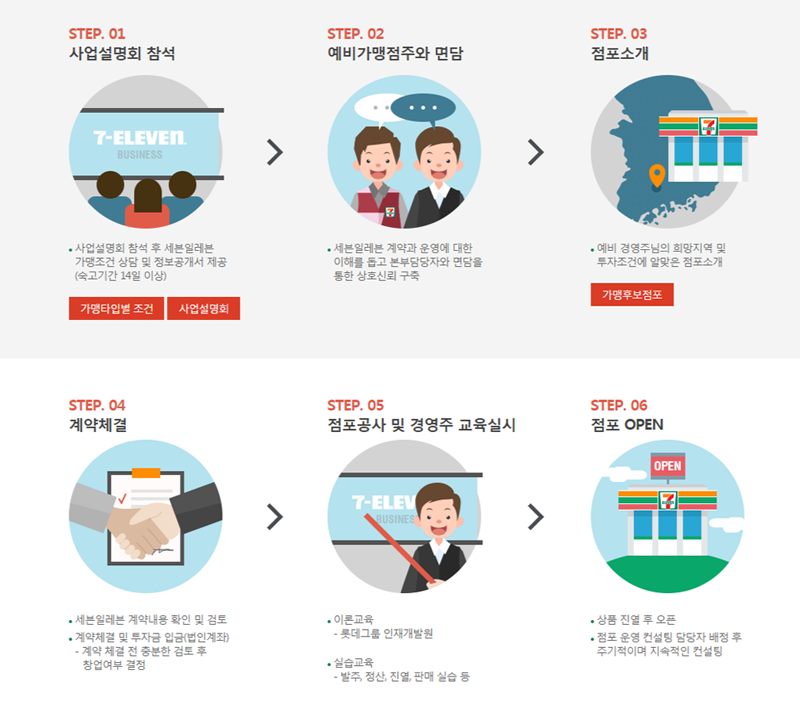 STEP. 01
사업설명회 참석
7-ELEVEN.
BUSINESS
• 사업설명회 참석 후 세븐일레븐
가맹조건 상담 및 정보공개서 제공
(숙고기간 14일 이상)
가맹타입별 조건
사업설명회
STEP. 02
예비가맹점주와 면담
7
• 세븐일레븐 계약과 운영에 대한
이해를 돕고 본부담당자와 면담을
통한 상호신뢰 구축
STEP. 03
점포소개
7
• 예비 경영주님의 희망지역 및
투자조건에 알맞은 점포소개
가맹후보점포
STEP. 04
계약체결
• 세븐일레븐 계약내용 확인 및 검토
• 계약체결 및 투자금 입금(법인계좌)
- 계약 체결 전 충분한 검토 후
창업여부 결정
STEP. 05
점포공사 및 경영주 교육실시
7-ELEVEN
BUSINESS
• 이론교육
- 롯데그룹 인재개발원
• 실습교육
- 발주, 정산, 진열, 판매 실습 등
STEP. 06
점포 OPEN
OPEN
7
• 상품 진열 후 오픈
• 점포 운영 컨설팅 담당자 배정 후
주기적이며 지속적인 컨설팅